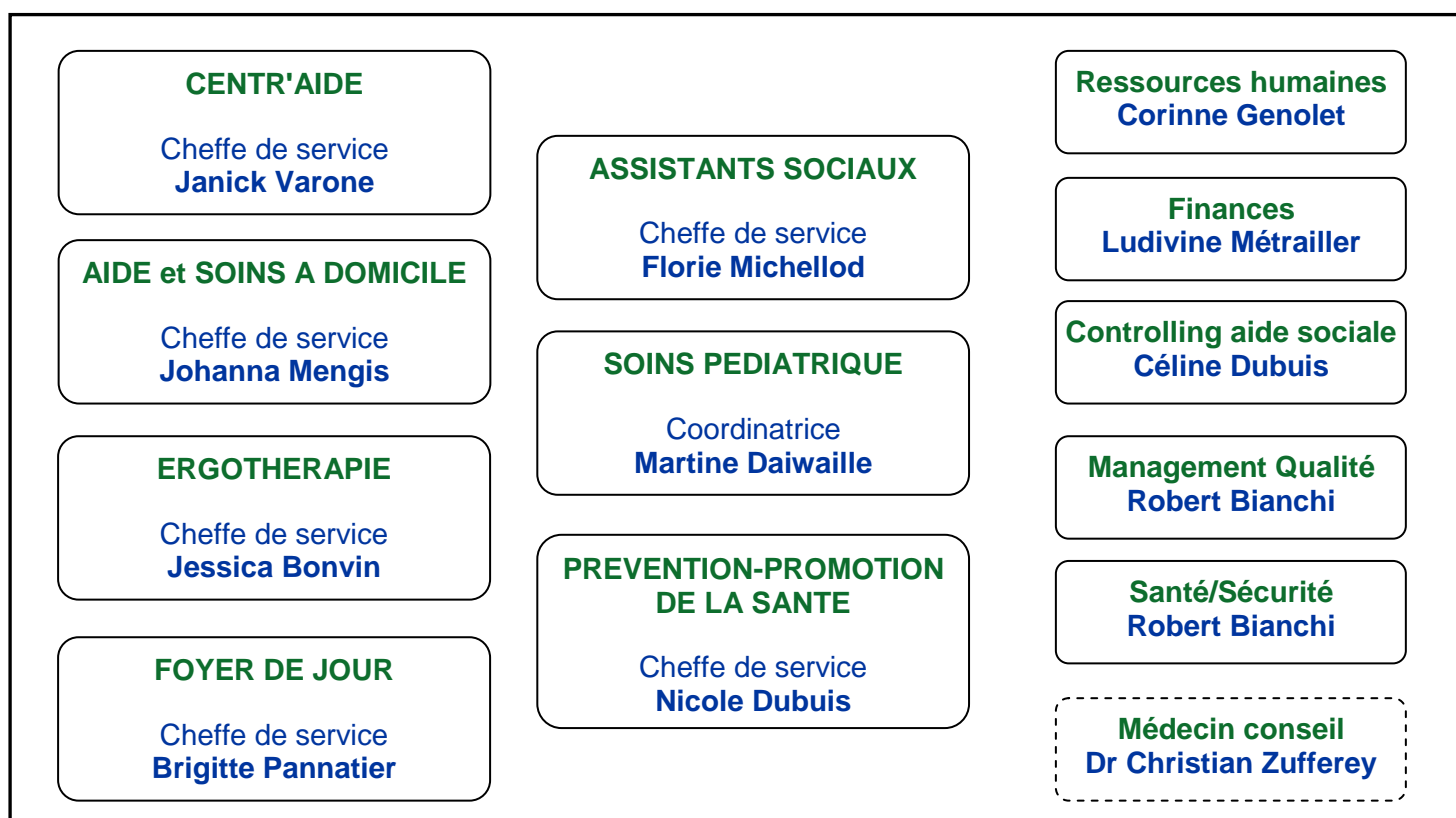 CENTR'AIDE
Cheffe de service
Janick Varone
AIDE et SOINS A DOMICILE
Cheffe de service
Johanna Mengis
ERGOTHERAPIE
Cheffe de service
Jessica Bonvin
FOYER DE JOUR
Cheffe de service
Brigitte Pannatier
ASSISTANTS SOCIAUX
Cheffe de service
Florie Michellod
SOINS PEDIATRIQUE
Coordinatrice
Martine Daiwaille
PREVENTION-PROMOTION
DE LA SANTE
Cheffe de service
Nicole Dubuis
Ressources humaines
Corinne Genolet
Finances
Ludivine Métrailler
Controlling aide sociale
Céline Dubuis
Management Qualité
Robert Bianchi
Santé/Sécurité
Robert Bianchi
Médecin conseil
Dr Christian Zufferey